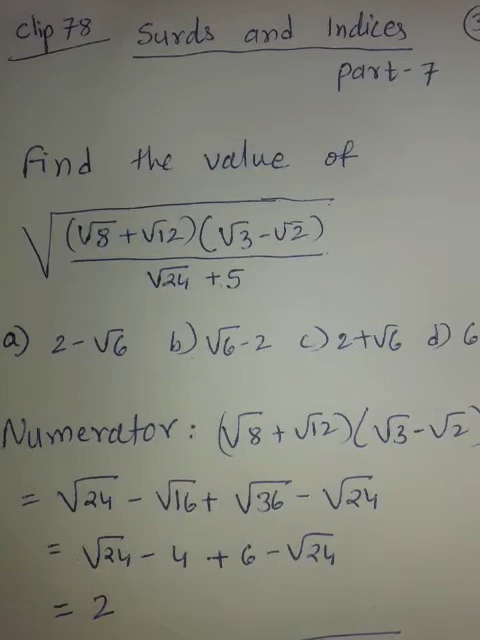 Clip 78 Surds and Indices
part-7
Find the value of
√((√8+√12)(√3-√2)
√24 +5)
a) 2-√6 b) √6-2 c) 2+√6 d) 6
Numerator: (√8+√12)(√3-√2)
= √24 - √16 + √36 - √24
= √24 - 4 + 6 - √24
= 2